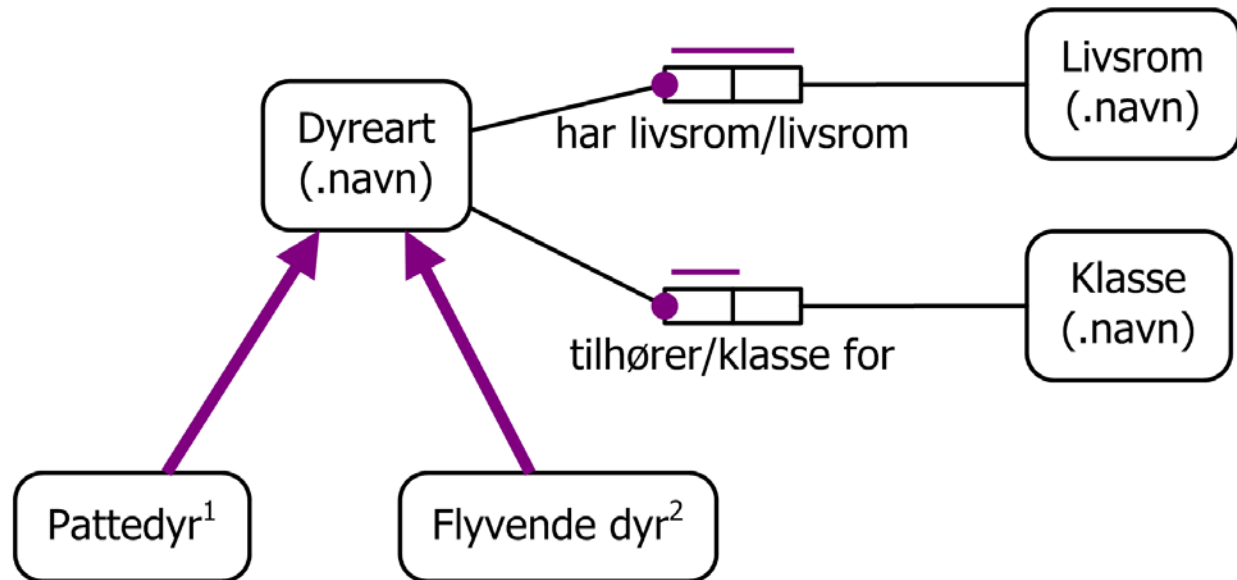 Livsrom
(.navn)
Dyreart
(.navn)
har livsrom/livsrom
Klasse
(.navn)
tilhører/klasse for
Pattedyr¹
Flyvende dyr²